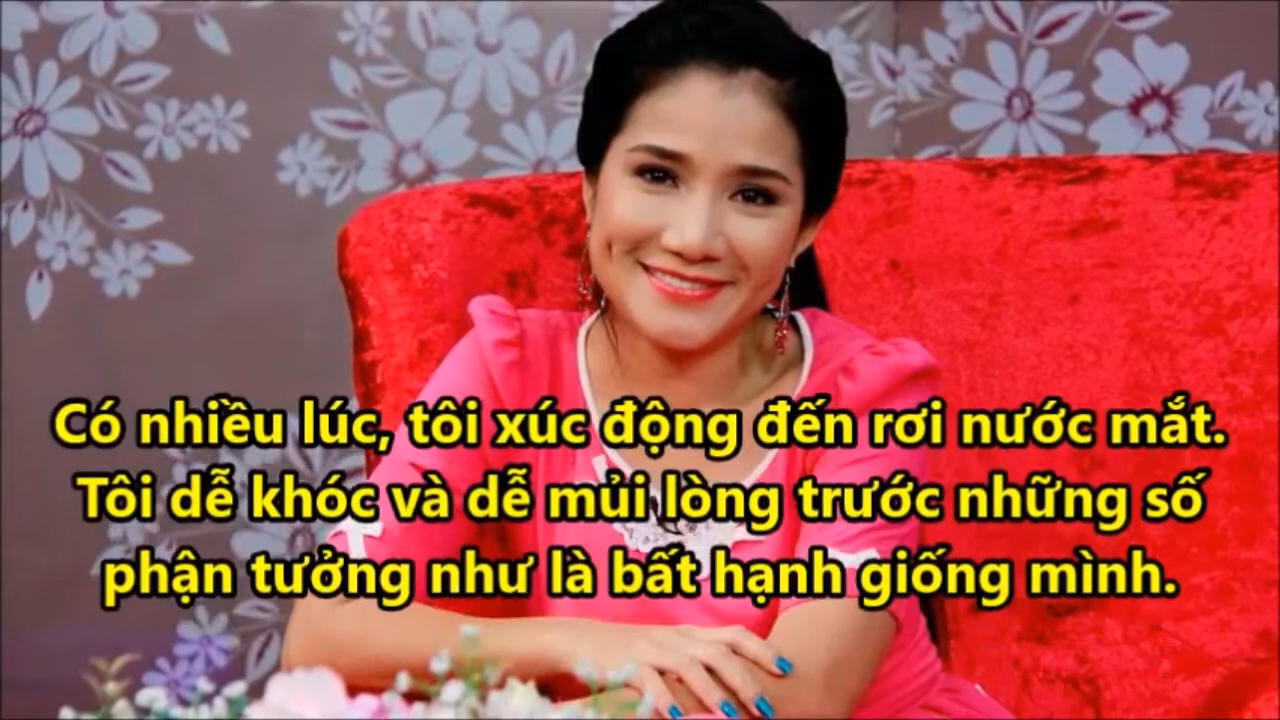 Có nhiều lúc, tôi xúc động đến rơi nước mắt.
Tôi dễ khóc và dễ mủi lòng trước những số
phận tưởng như là bất hạnh giống mình.